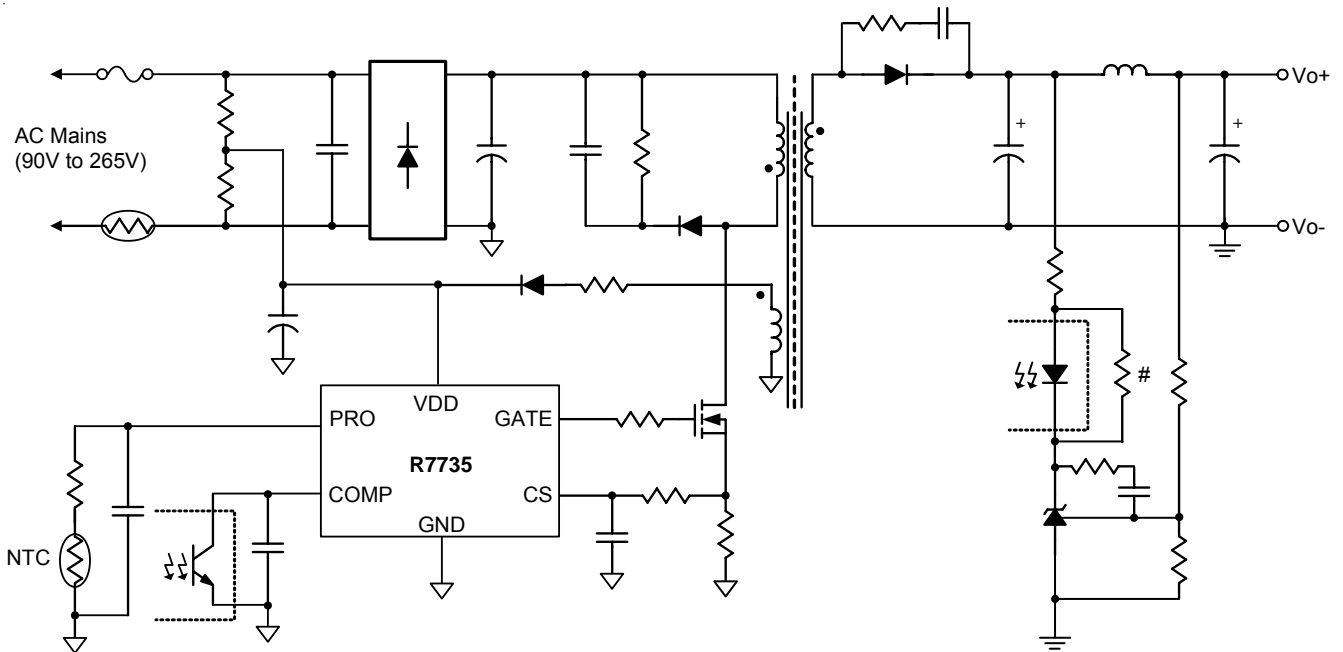 Vo+
AC Mains
(90V to 265V)
Vo-
VDD
PRO
GATE
#
R7735
COMP
CS
GND
NTC
+
+